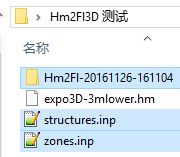 Hm2FI3D 测试
名称
Hm2FI-20161126-161104
expo3D-3mlower.hm
structures.inp
zones.inp